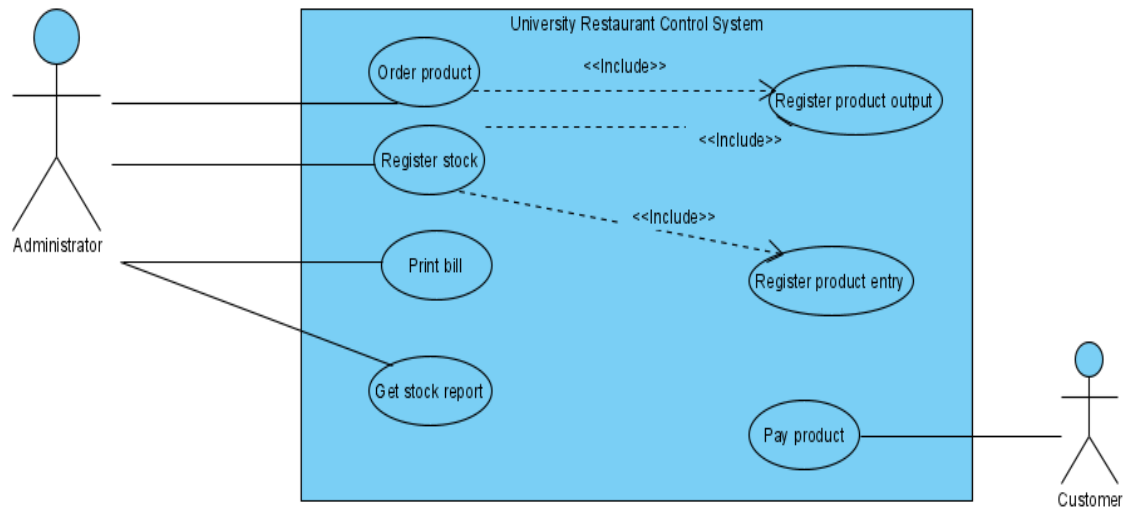 University Restaurant Control System
Order product
<<Include>>
Register product output
<<Include>>
Register stock
<<Include>>
Administrator
Print bill
Register product entry
Get stock report
Pay product
Customer